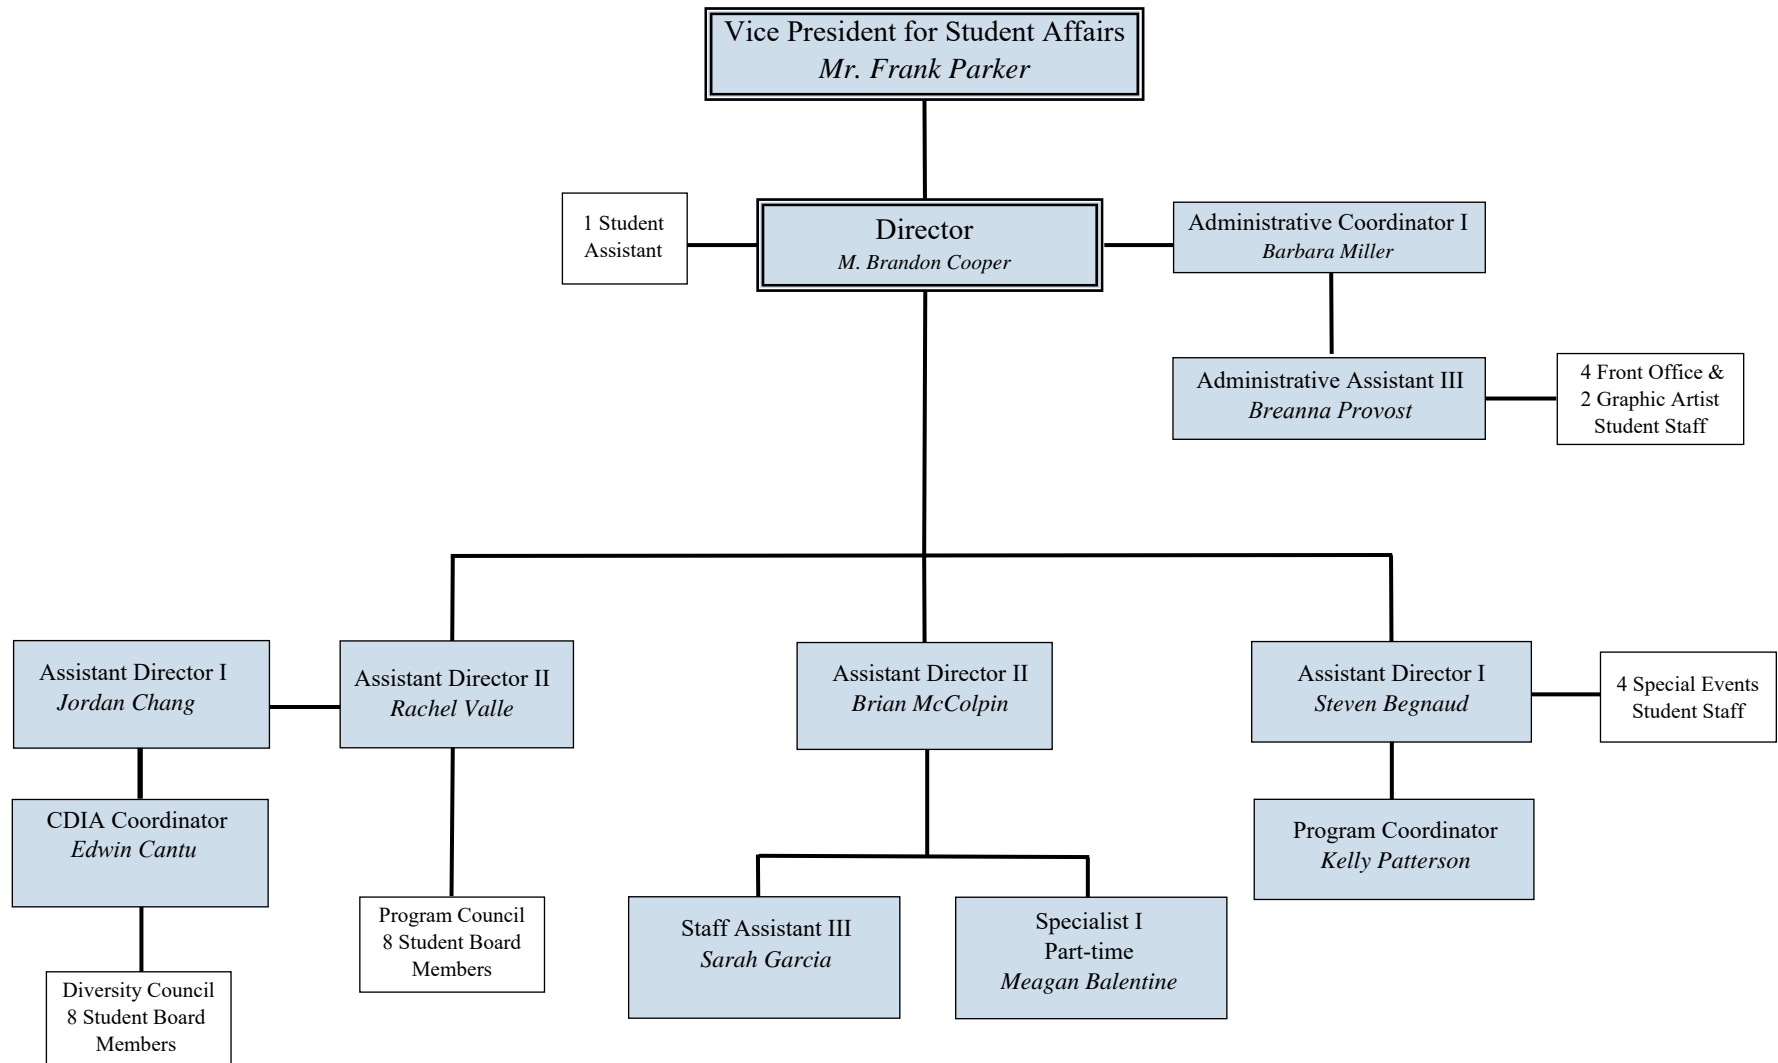 Vice President for Student Affairs
Mr. Frank Parker
1 Student
Assistant
Director
M. Brandon Cooper
Administrative Coordinator I
Barbara Miller
Administrative Assistant III
Breanna Provost
4 Front Office &
2 Graphic Artist
Student Staff
Assistant Director I
Jordan Chang
Assistant Director II
Rachel Valle
Assistant Director II
Brian McColpin
Assistant Director I
Steven Begnaud
4 Special Events
Student Staff
CDIA Coordinator
Edwin Cantu
Program Coordinator
Kelly Patterson
Program Council
8 Student Board
Members
Staff Assistant III
Sarah Garcia
Specialist I
Part-time
Meagan Balentine
Diversity Council
8 Student Board
Members